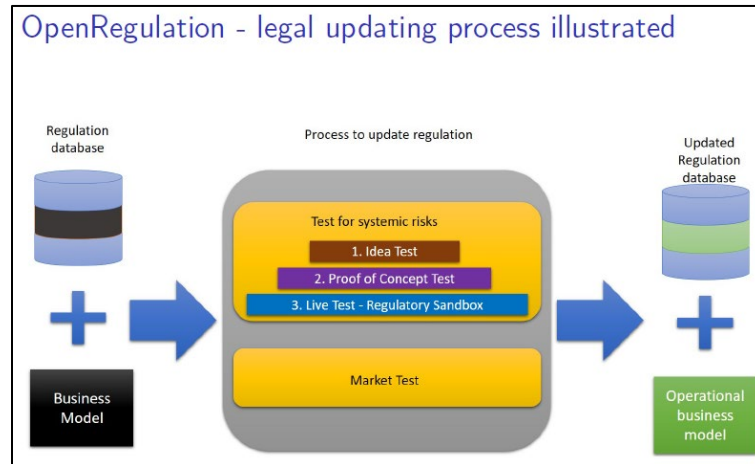 OpenRegulation - legal updating process illustrated
Regulation
database
Business
Model
Process to update regulation
Test for systemic risks
1. Idea Test
2. Proof of Concept Test
3. Live Test - Regulatory Sandbox
Market Test
Updated
Regulation
database
Operational
business
model